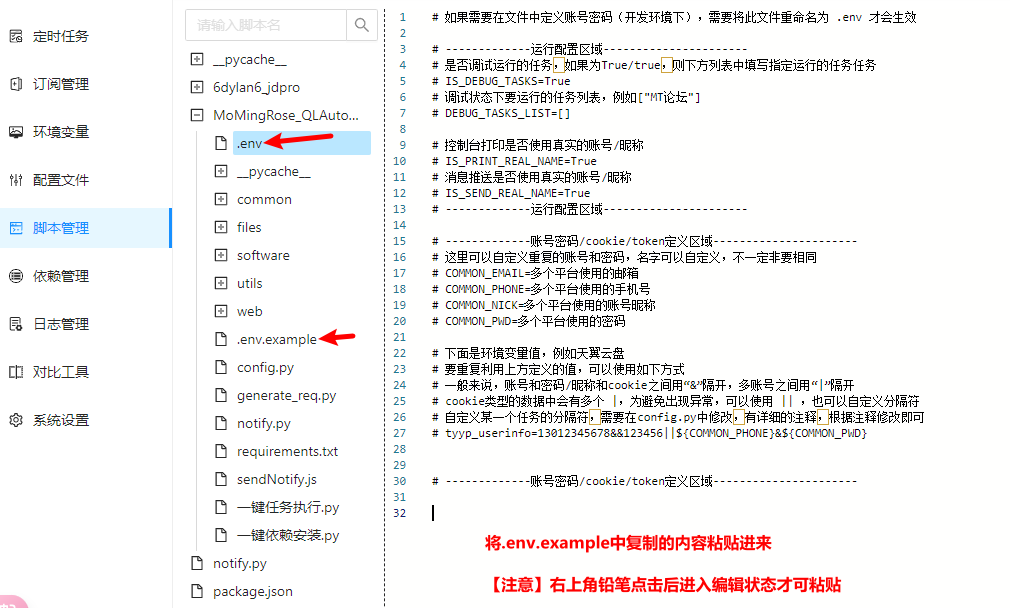 定时任务
订阅管理
环境变量
配置文件
脚本管理
依赖管理
日志管理
对比工具
系统设置
请输入脚本名
__pycache__
6dylan6_jdpro
MoMingRose_QLAuto...
.env
__pycache__
common
files
software
utils
web
.env.example
config.py
generate_req.py
notify.py
requirements.txt
sendNotify.js
一键任务执行.py
一键依赖安装.py
notify.py
package.json
1 # 如果需要在文件中定义账号密码（开发环境下），需要将此文件重命名为 .env 才会生效
2
3 # -------------运行配置区域----------------------
4 # 是否调试运行的任务，如果为True/true，则下方列表中填写指定运行的任务任务
5 # IS_DEBUG_TASKS=True
6 # 调试状态下要运行的任务列表，例如["MT论坛"]
7 # DEBUG_TASKS_LIST=[]
8
9 # 控制台打印是否使用真实的账号/昵称
10 # IS_PRINT_REAL_NAME=True
11 # 消息推送是否使用真实的账号/昵称
12 # IS_SEND_REAL_NAME=True
13 # -------------运行配置区域----------------------
14
15 # -------------账号密码/cookie/token定义区域----------------------
16 # 这里可以自定义重复的账号和密码，名字可以自定义，不一定非要相同
17 # COMMON_EMAIL=多个平台使用的邮箱
18 # COMMON_PHONE=多个平台使用的手机号
19 # COMMON_NICK=多个平台使用的账号昵称
20 # COMMON_PWD=多个平台使用的密码
21
22 # 下面是环境变量值，例如天翼云盘
23 # 要重复利用上方定义的值，可以使用如下方式
24 # 一般来说，账号和密码/昵称和cookie之间用“&”隔开，多账号之间用“|”隔开
25 # cookie类型的数据中会有多个 |，为避免出现异常，可以使用 || ，也可以自定义分隔符
26 # 自定义某一个任务的分隔符，需要在config.py中修改，有详细的注释，根据注释修改即可
27 # tyyp_userinfo=13012345678&&123456||${COMMON_PHONE}&${COMMON_PWD}
28
29
30 # -------------账号密码/cookie/token定义区域----------------------
31
32
将.env.example中复制的内容粘贴进来
【注意】右上角铅笔点击后进入编辑状态才可粘贴